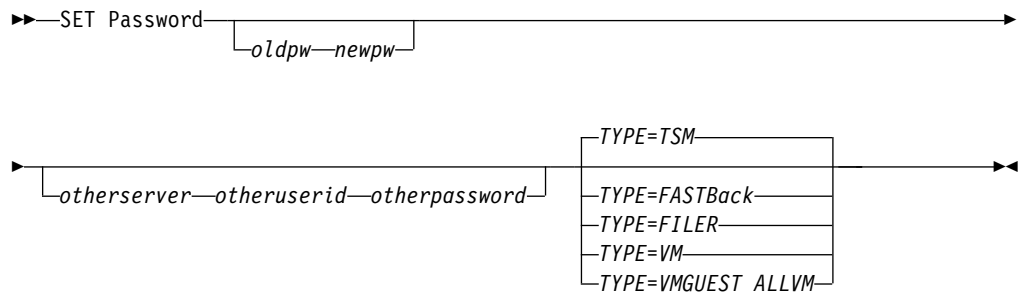 SET Password
oldpw newpw
TYPE=TSM
otherserver otheruserid otherpassword
TYPE=FASTBack
TYPE=FILER
TYPE=VM
TYPE=VMGUEST ALLVM